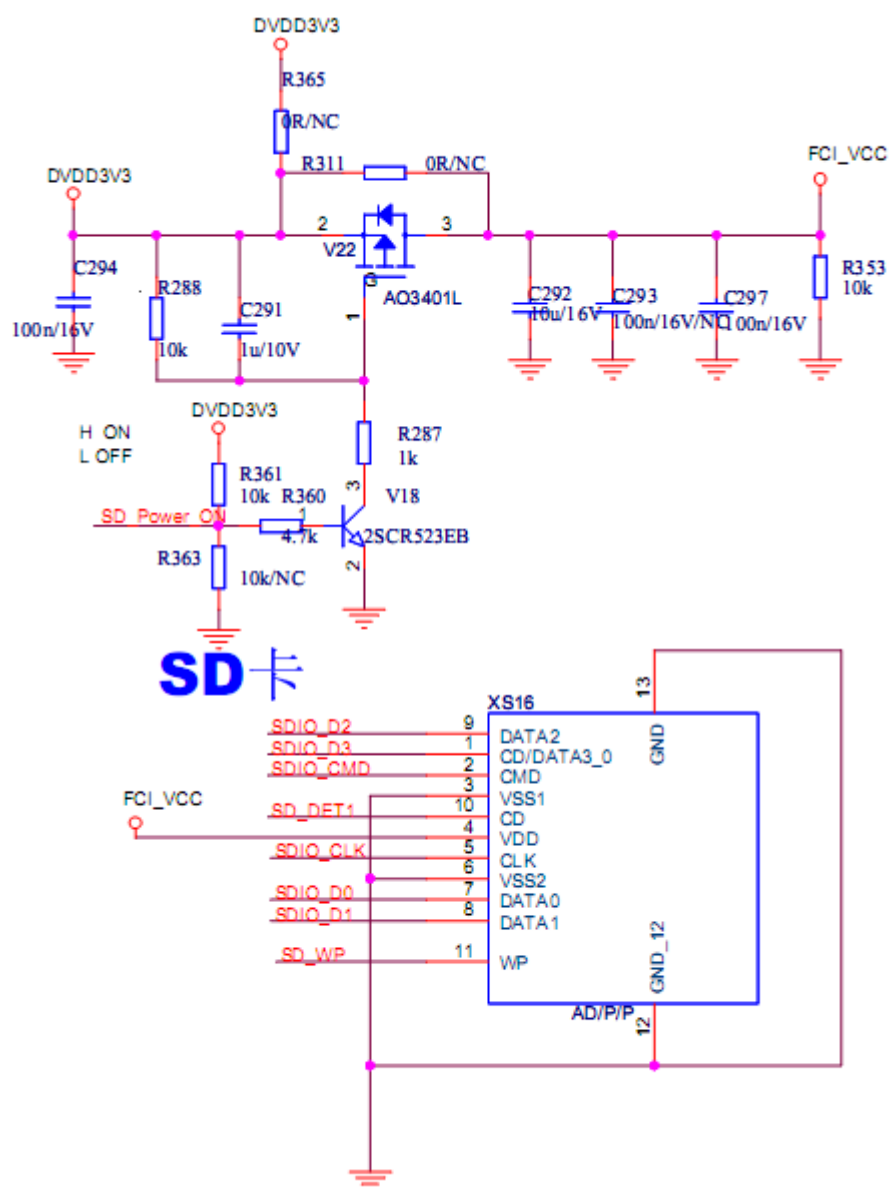 DVDD3V3
R365
0R/NC
R311
0R/NC
FCI_VCC
DVDD3V3
2
3
V22
G
AO3401L
1
C294
100n/16V
R288
10k
C291
1u/10V
C292
10u/16V
C293
100n/16V/NC
C297
100n/16V
R353
10k
DVDD3V3
H ON
L OFF
R361
10k
SD_Power_ON
R360
4.7k
1
R287
1k
3
V18
2SCR523EB
2
R363
10k/NC
SD卡
XS16
13
GND
SDIO_D2
9
DATA2
SDIO_D3
1
CD/DATA3_0
SDIO_CMD
2
CMD
3
VSS1
FCI_VCC
SD_DET1
10
CD
4
VDD
SDIO_CLK
5
CLK
6
VSS2
SDIO_D0
7
DATA0
SDIO_D1
8
DATA1
SD_WP
11
WP
GND_12
12
AD/P/P